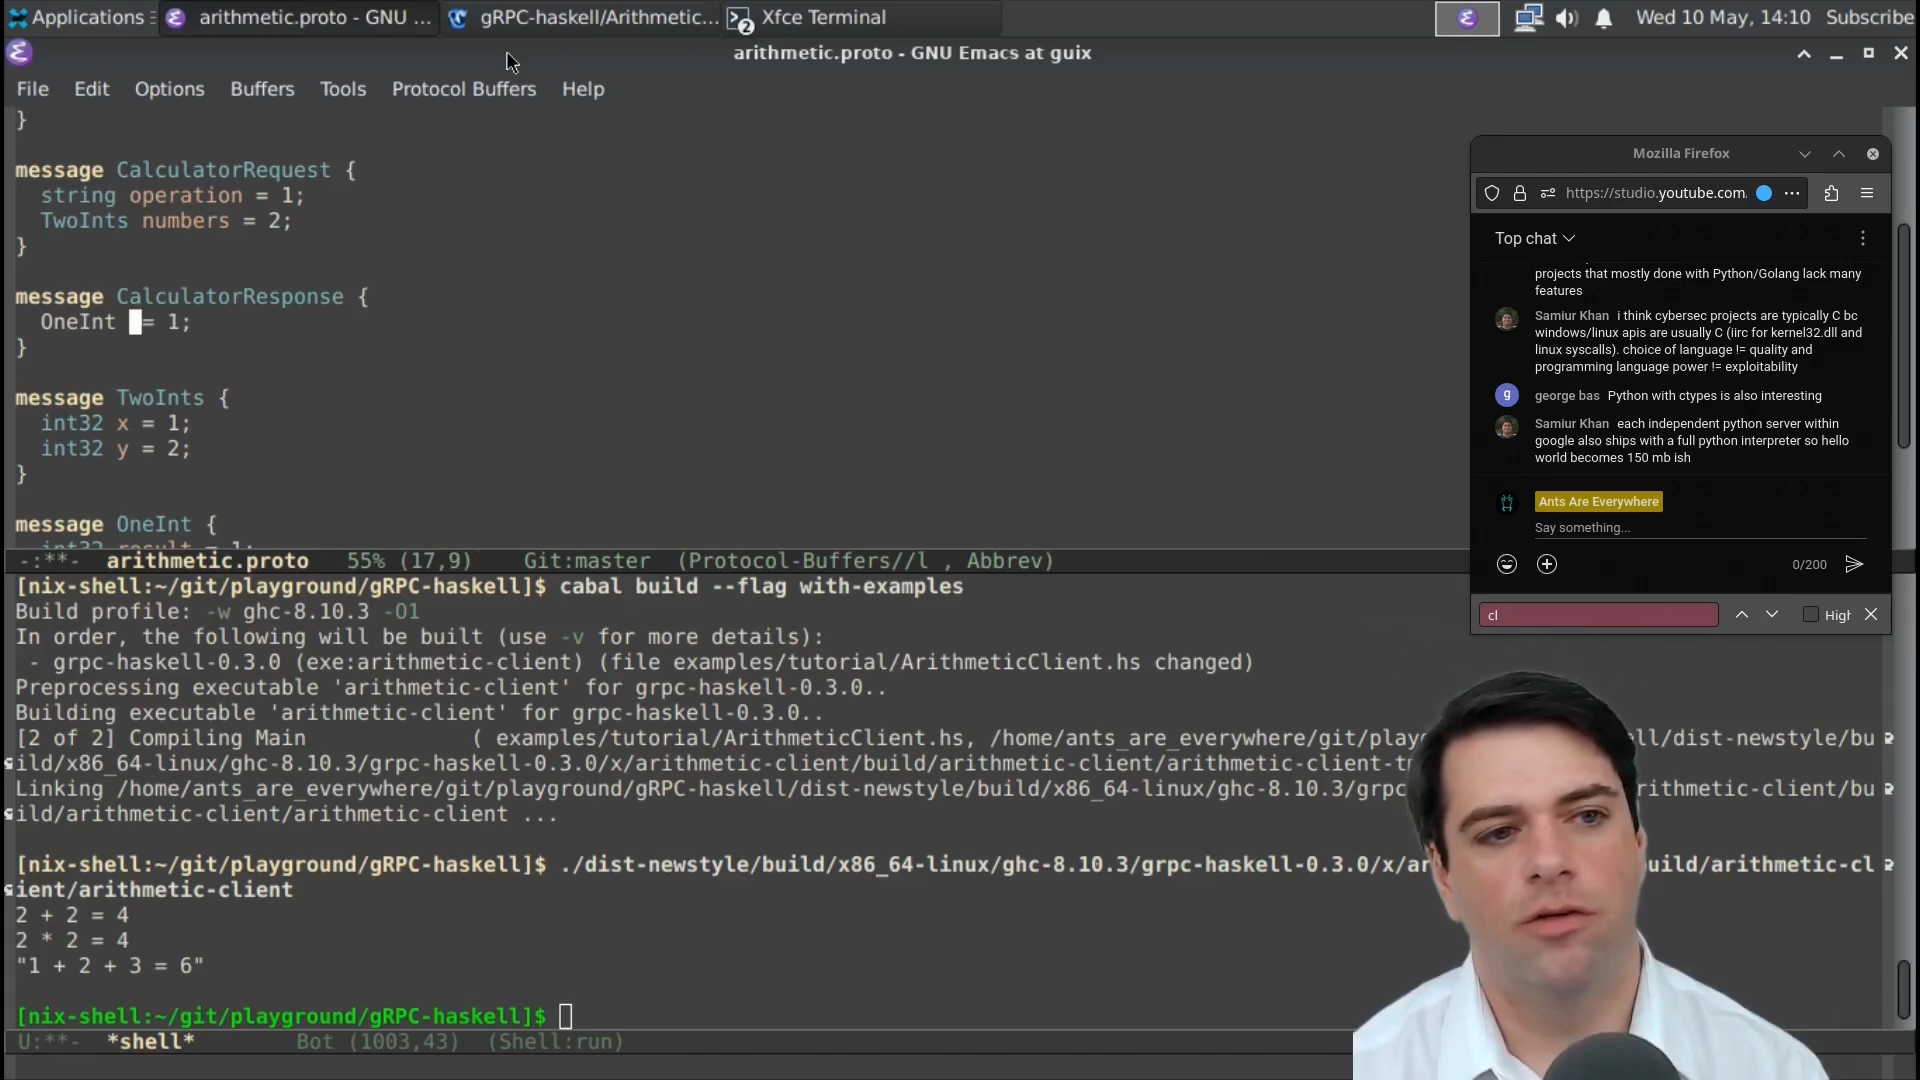 Applications
arithmetic.proto - GNU ...
gRPC-haskell/Arithmetic...
2
Xfce Terminal
Wed 10 May, 14:10
Subscribe
arithmetic.proto - GNU Emacs at guix
File Edit Options Buffers Tools Protocol Buffers Help
}
message CalculatorRequest {
string operation = 1;
TwoInts numbers = 2;
}
message CalculatorResponse {
OneInt = 1;
}
message TwoInts {
int32 x = 1;
int32 y = 2;
}
message OneInt {
int32 result = 1;
-:**- arithmetic.proto 55% (17,9) Git:master (Protocol-Buffers//l , Abbrev)
[nix-shell:~/git/playground/gRPC-haskell]$ cabal build --flag with-examples
Build profile: -w ghc-8.10.3 -O1
In order, the following will be built (use -v for more details):
- grpc-haskell-0.3.0 (exe:arithmetic-client) (file examples/tutorial/ArithmeticClient.hs changed)
Preprocessing executable 'arithmetic-client' for grpc-haskell-0.3.0..
Building executable 'arithmetic-client' for grpc-haskell-0.3.0..
[2 of 2] Compiling Main ( examples/tutorial/ArithmeticClient.hs, /home/ants_are_everywhere/git/play ell/dist-newstyle/bu
ild/x86_64-linux/ghc-8.10.3/grpc-haskell-0.3.0/x/arithmetic-client/build/arithmetic-client/arithmetic-client-t
Linking /home/ants_are_everywhere/git/playground/gRPC-haskell/dist-newstyle/build/x86_64-linux/ghc-8.10.3/grpc rithmetic-client/bu
ild/arithmetic-client/arithmetic-client ...
[nix-shell:~/git/playground/gRPC-haskell]$ ./dist-newstyle/build/x86_64-linux/ghc-8.10.3/grpc-haskell-0.3.0/x/ar uild/arithmetic-cl
ient/arithmetic-client
2 + 2 = 4
2 * 2 = 4
"1 + 2 + 3 = 6"
[nix-shell:~/git/playground/gRPC-haskell]$
U:**- *shell* Bot (1003,43) (Shell:run)
Mozilla Firefox
https://studio.youtube.com.
Top chat
projects that mostly done with Python/Golang lack many
features
Samiur Khan i think cybersec projects are typically C bc
windows/linux apis are usually C (iirc for kernel32.dll and
linux syscalls). choice of language != quality and
programming language power != exploitability
g george bas Python with ctypes is also interesting
Samiur Khan each independent python server within
google also ships with a full python interpreter so hello
world becomes 150 mb ish
Ants Are Everywhere
Say something...
0/200
cl
High